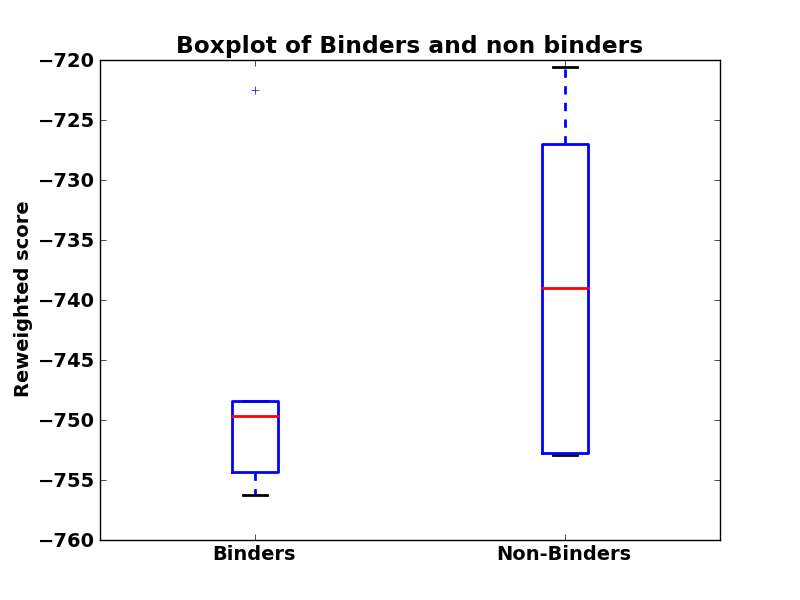 Boxplot of Binders and non binders
−720
−725
−730
−735
−740
−745
−750
−755
−760
Reweighted score
Binders
Non-Binders